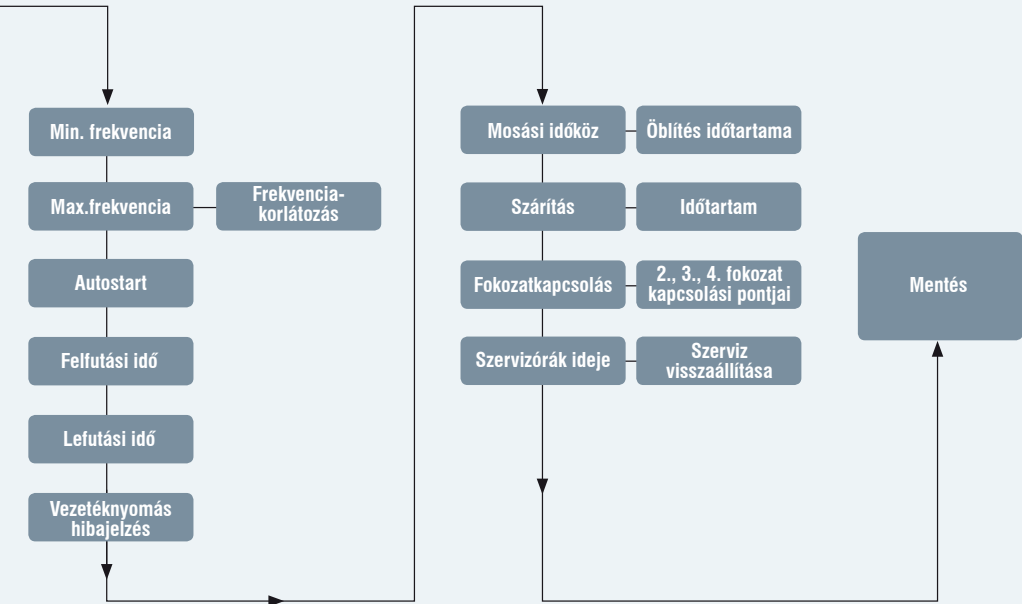 Min. frekvencia
Max.frekvencia
Frekvencia-
korlátozás
Autostart
Felfutási idő
Lefutási idő
Vezetéknyomás
hibajelzés
Mosási időköz
Öblítés időtartama
Szárítás
Időtartam
Fokozatkapcsolás
2., 3., 4. fokozat
kapcsolási pontjai
Szervizórák ideje
Szerviz
visszaállítása
Mentés